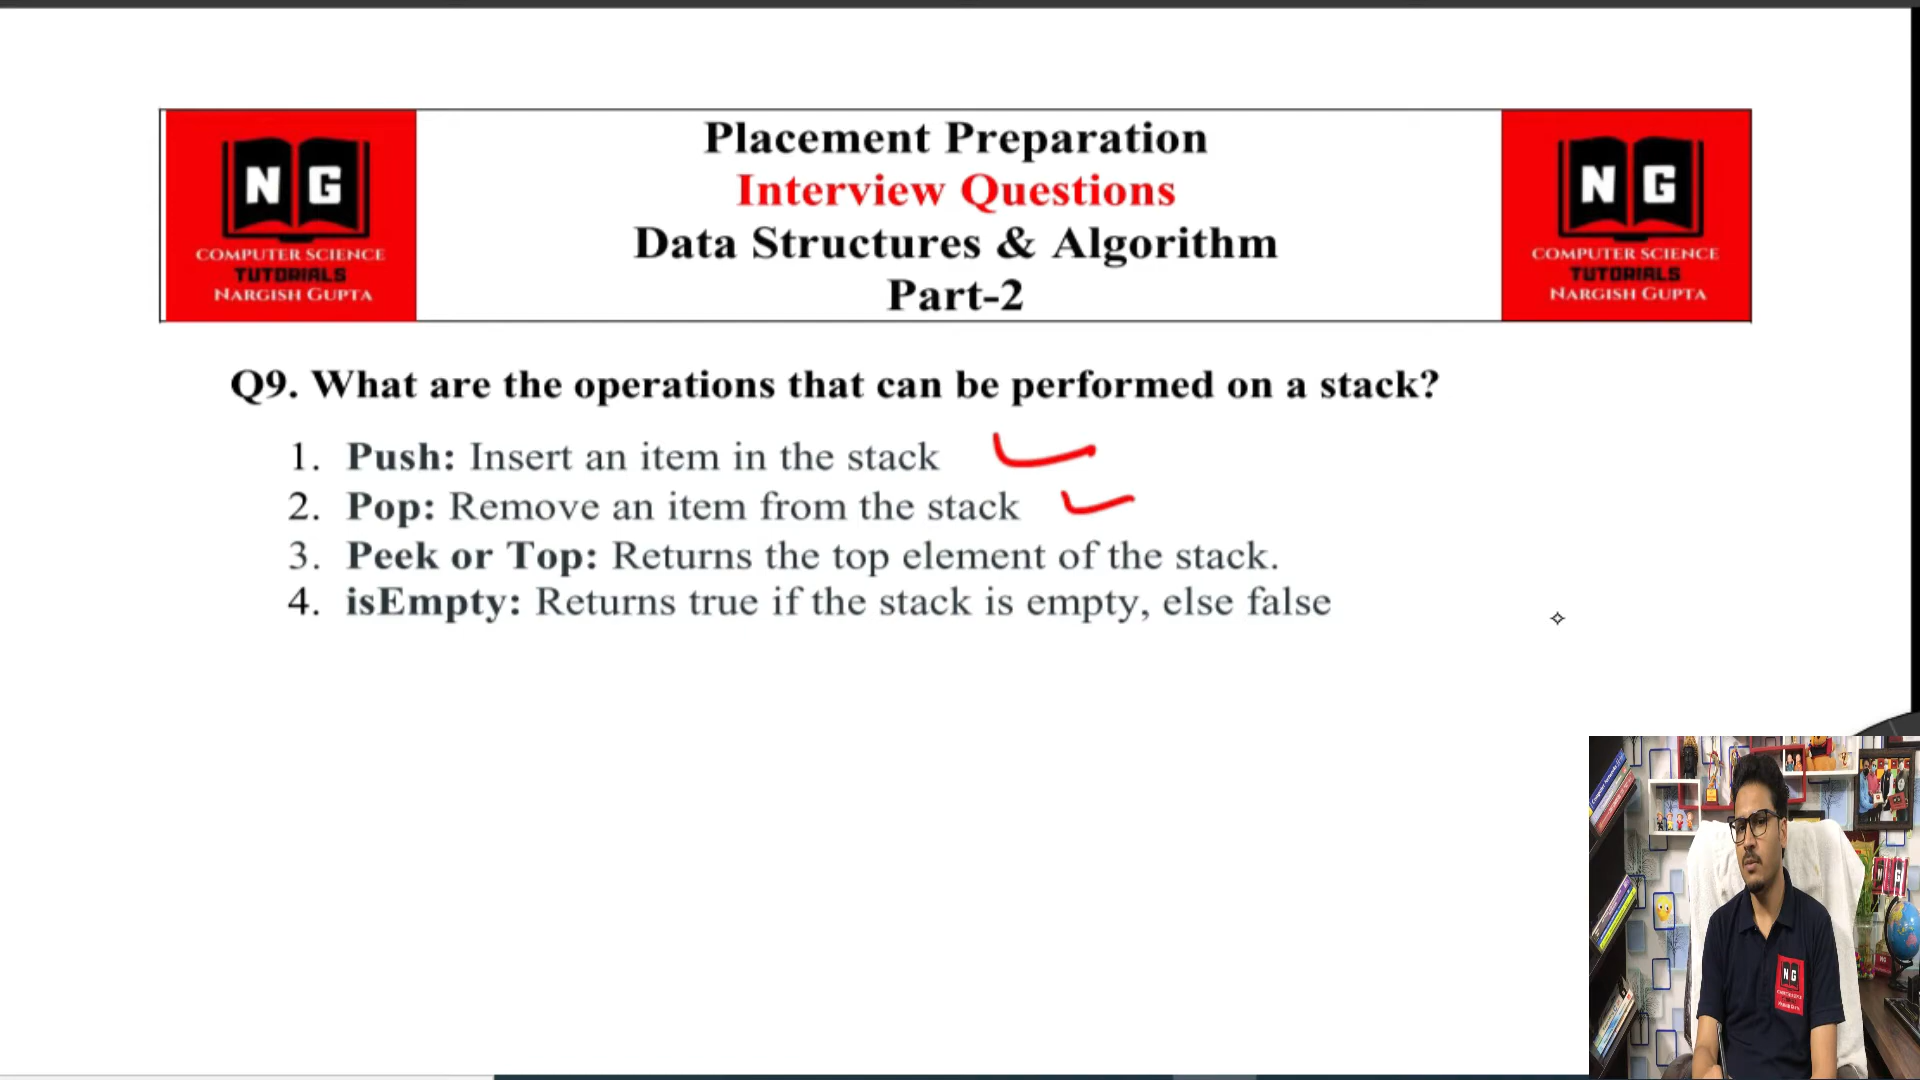 Placement Preparation
Interview Questions
Data Structures & Algorithm
Part-2
N G
COMPUTER SCIENCE
TUTORIALS
NARGISH GUPTA
N G
COMPUTER SCIENCE
TUTORIALS
NARGISH GUPTA
Q9. What are the operations that can be performed on a stack?
1. Push: Insert an item in the stack
2. Pop: Remove an item from the stack
3. Peek or Top: Returns the top element of the stack.
4. isEmpty: Returns true if the stack is empty, else false
N G